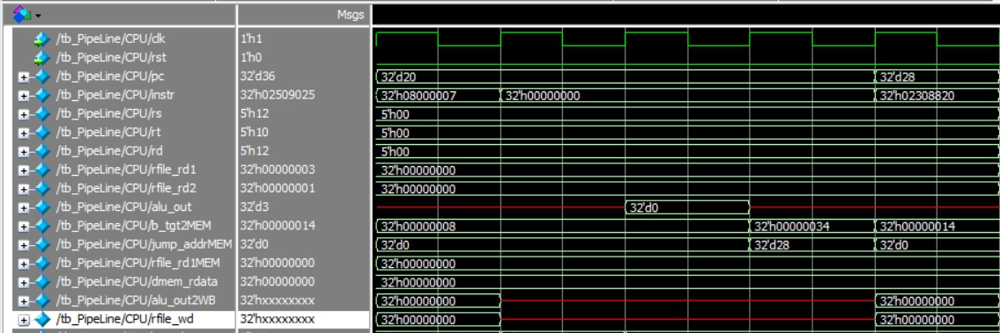 Msgs
/tb_PipeLine/CPU/clk 1'h1
/tb_PipeLine/CPU/rst 1'h0
/tb_PipeLine/CPU/pc 32'd36 32'd20 32'd28
/tb_PipeLine/CPU/instr 32'h02509025 32'h08000007 32'h00000000 32'h02308820
/tb_PipeLine/CPU/rs 5'h12 5'h00
/tb_PipeLine/CPU/rt 5'h10 5'h00
/tb_PipeLine/CPU/rd 5'h12 5'h00
/tb_PipeLine/CPU/rfile_rd1 32'h00000003 32'h00000000
/tb_PipeLine/CPU/rfile_rd2 32'h00000001 32'h00000000
/tb_PipeLine/CPU/alu_out 32'd3 32'd0
/tb_PipeLine/CPU/b_tgt2MEM 32'h00000014 32'h00000008 32'h00000034 32'h00000014
/tb_PipeLine/CPU/jump_addrMEM 32'd0 32'd0 32'd28 32'd0
/tb_PipeLine/CPU/rfile_rd1MEM 32'h00000000 32'h00000000
/tb_PipeLine/CPU/dmem_rdata 32'h00000000 32'h00000000
/tb_PipeLine/CPU/alu_out2WB 32'hxxxxxxxx 32'h00000000 32'h00000000
/tb_PipeLine/CPU/rfile_wd 32'hxxxxxxxx 32'h00000000 32'h00000000